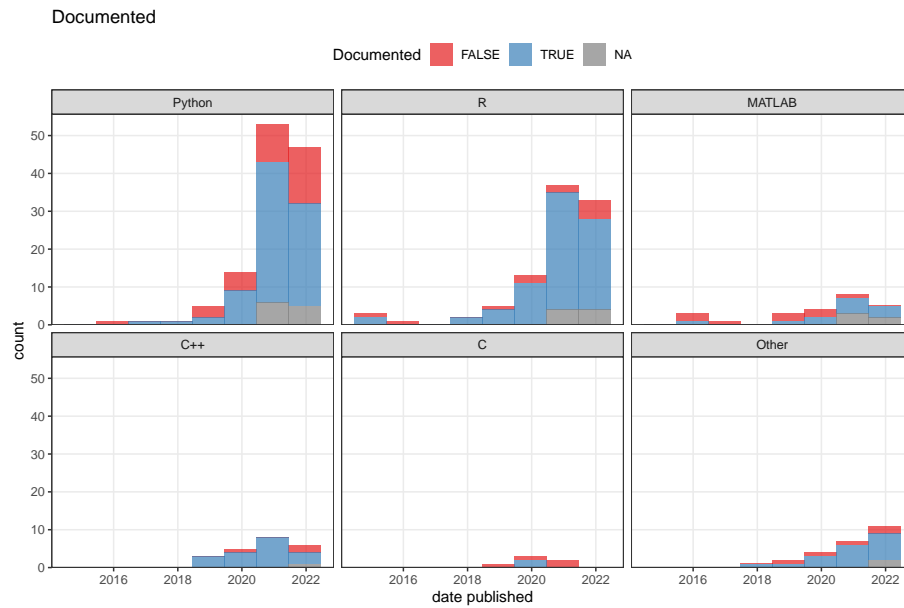 Documented
Documented FALSE TRUE NA
Python R MATLAB
50
40
30
20
10
0
count
C++ C Other
50
40
30
20
10
0
2016 2018 2020 2022 2016 2018 2020 2022 2016 2018 2020 2022
date published